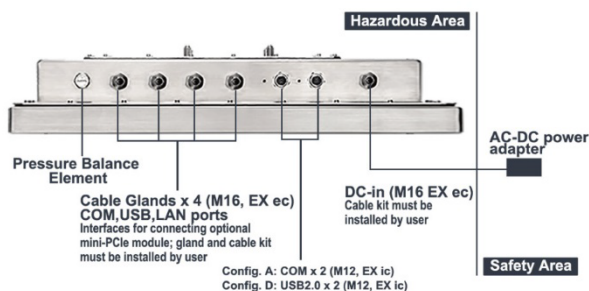 Hazardous Area
AC-DC power
adapter
Pressure Balance
Element
Cable Glands x 4 (M16, EX ec)
COM,USB,LAN ports
Interfaces for connecting optional
mini-PCIe module; gland and cable kit
must be installed by user
DC-in (M16 EX ec)
Cable kit must be
installed by user
Config. A: COM x 2 (M12, EX ic)
Config. D: USB2.0 x 2 (M12, EX ic)
Safety Area